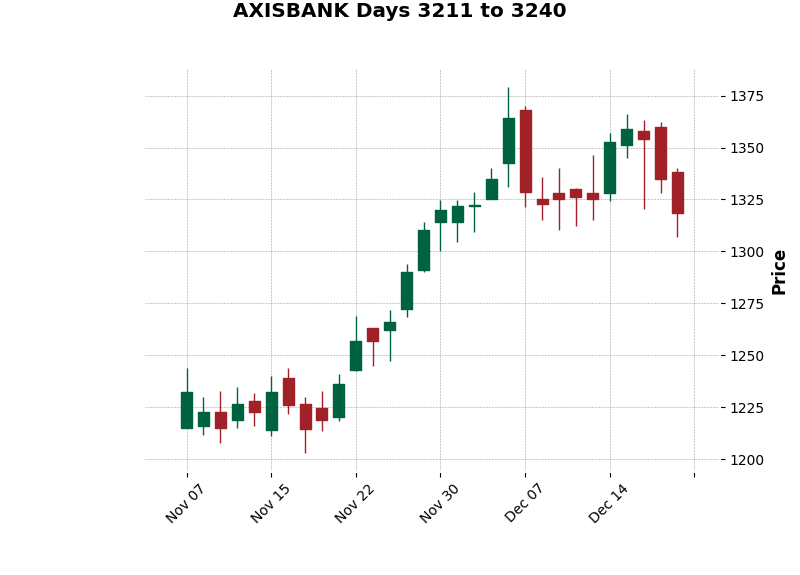 AXISBANK Days 3211 to 3240
1375
1350
1325
1300
1275
1250
1225
1200
Price
Nov 07
Nov 15
Nov 22
Nov 30
Dec 07
Dec 14